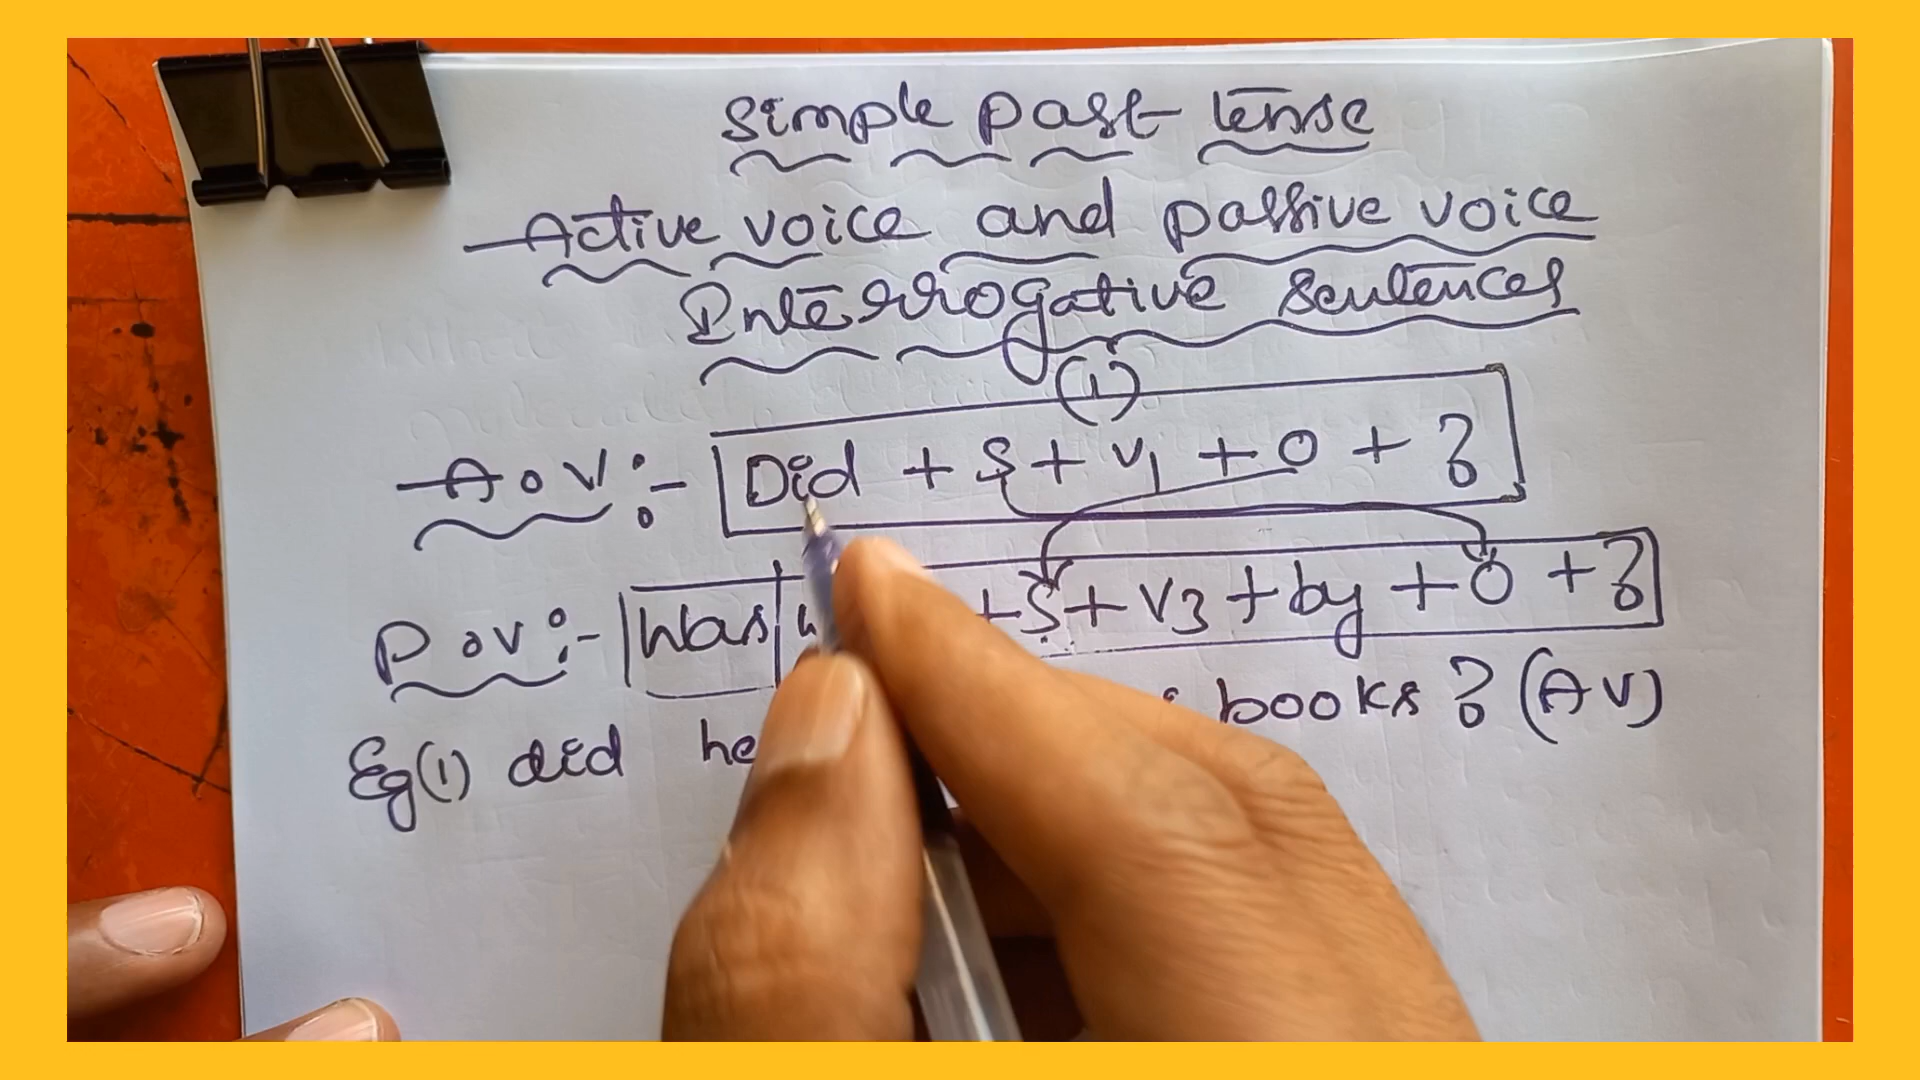 Simple past tense
Active voice and passive voice
Interrogative sentences
(1)
A.V:- Did + S + V1 + O + ?
P.V:- Was + S + V3 + by + O + ?
Eg(1) did he books? (AV)